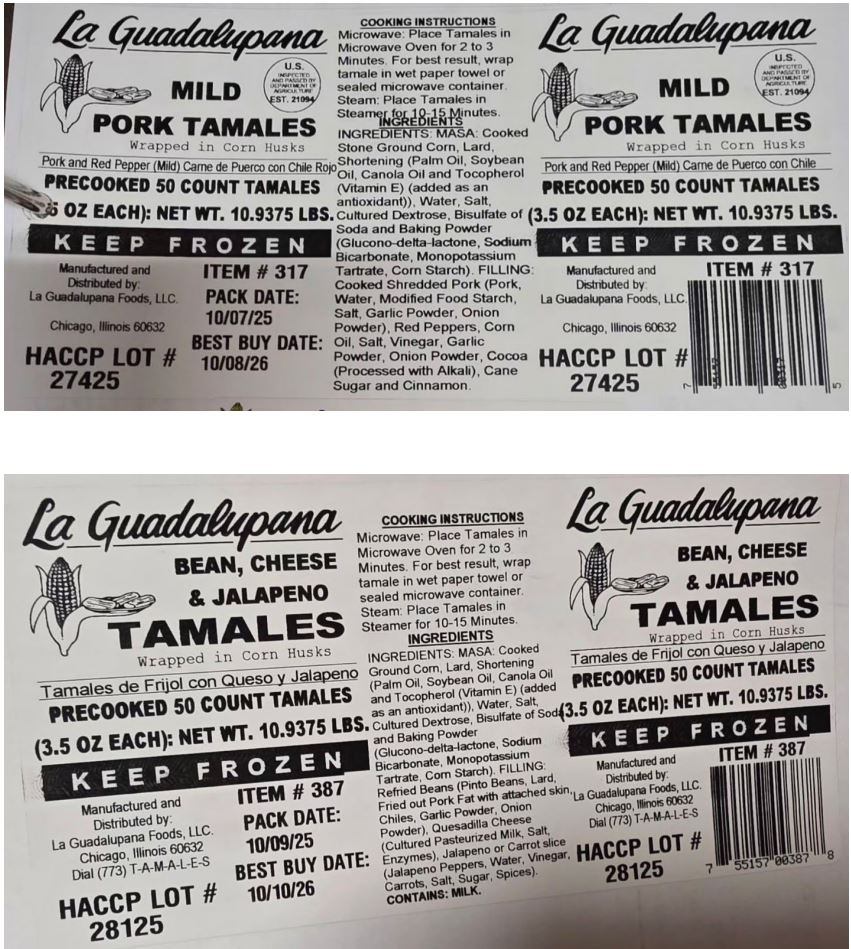 La Guadalupana
MILD
PORK TAMALES
Wrapped in Corn Husks
Pork and Red Pepper (Mild) Carne de Puerco con Chile Rojo
PRECOOKED 50 COUNT TAMALES
5 OZ EACH): NET WT. 10.9375 LBS.
KEEP FROZEN
Manufactured and
Distributed by:
La Guadalupana Foods, LLC.
Chicago, Illinois 60632
HACCP LOT #
27425
ITEM # 317
PACK DATE:
10/07/25
BEST BUY DATE:
10/08/26
U.S.
INSPECTED
AND PASSED BY
DEPARTMENT OF
AGRICULTURE
EST. 21094
COOKING INSTRUCTIONS
Microwave: Place Tamales in
Microwave Oven for 2 to 3
Minutes. For best result, wrap
tamale in wet paper towel or
sealed microwave container.
Steam: Place Tamales in
Steamer for 10-15 Minutes.
INGREDIENTS
INGREDIENTS: MASA: Cooked
Stone Ground Corn, Lard,
Shortening (Palm Oil, Soybean
Oil, Canola Oil and Tocopherol
(Vitamin E) (added as an
antioxidant)), Water, Salt,
Cultured Dextrose, Bisulfate of
Soda and Baking Powder
(Glucono-delta-lactone, Sodium
Bicarbonate, Monopotassium
Tartrate, Corn Starch). FILLING:
Cooked Shredded Pork (Pork,
Water, Modified Food Starch,
Salt, Garlic Powder, Onion
Powder), Red Peppers, Corn
Oil, Salt, Vinegar, Garlic
Powder, Onion Powder, Cocoa
(Processed with Alkali), Cane
Sugar and Cinnamon.
La Guadalupana
MILD
PORK TAMALES
Wrapped in Corn Husks
Pork and Red Pepper (Mild) Carne de Puerco con Chile
PRECOOKED 50 COUNT TAMALES
(3.5 OZ EACH): NET WT. 10.9375 LBS.
KEEP FROZEN
Manufactured and
Distributed by:
La Guadalupana Foods, LLC.
Chicago, Illinois 60632
HACCP LOT #
27425
ITEM # 317
U.S.
INSPECTED
AND PASSED BY
DEPARTMENT OF
AGRICULTURE
EST. 21094
La Guadalupana
BEAN, CHEESE
& JALAPENO
TAMALES
Wrapped in Corn Husks
Tamales de Frijol con Queso y Jalapeno
PRECOOKED 50 COUNT TAMALES
(3.5 OZ EACH): NET WT. 10.9375 LBS.
KEEP FROZEN
Manufactured and
Distributed by:
La Guadalupana Foods, LLC.
Chicago, Illinois 60632
Dial (773) T-A-M-A-L-E-S
HACCP LOT #
28125
ITEM # 387
PACK DATE:
10/09/25
BEST BUY DATE:
10/10/26
COOKING INSTRUCTIONS
Microwave: Place Tamales in
Microwave Oven for 2 to 3
Minutes. For best result, wrap
tamale in wet paper towel or
sealed microwave container.
Steam: Place Tamales in
Steamer for 10-15 Minutes.
INGREDIENTS
INGREDIENTS: MASA: Cooked
Ground Corn, Lard, Shortening
(Palm Oil, Soybean Oil, Canola Oil
and Tocopherol (Vitamin E) (added
as an antioxidant)), Water, Salt,
Cultured Dextrose, Bisulfate of Soda
and Baking Powder
(Glucono-delta-lactone, Sodium
Bicarbonate, Monopotassium
Tartrate, Corn Starch). FILLING:
Refried Beans (Pinto Beans, Lard,
Fried out Pork Fat with attached skin,
Chiles, Garlic Powder, Onion
Powder), Quesadilla Cheese
(Cultured Pasteurized Milk, Salt,
Enzymes), Jalapeno or Carrot slice
(Jalapeno Peppers, Water, Vinegar,
Carrots, Salt, Sugar, Spices).
CONTAINS: MILK.
La Guadalupana
BEAN, CHEESE
& JALAPENO
TAMALES
Wrapped in Corn Husks
Tamales de Frijol con Queso y Jalapeno
PRECOOKED 50 COUNT TAMALES
(3.5 OZ EACH): NET WT. 10.9375 LBS.
KEEP FROZEN
Manufactured and
Distributed by:
La Guadalupana Foods, LLC.
Chicago, Illinois 60632
Dial (773) T-A-M-A-L-E-S
HACCP LOT #
28125
ITEM # 387
7 55157 00387 8